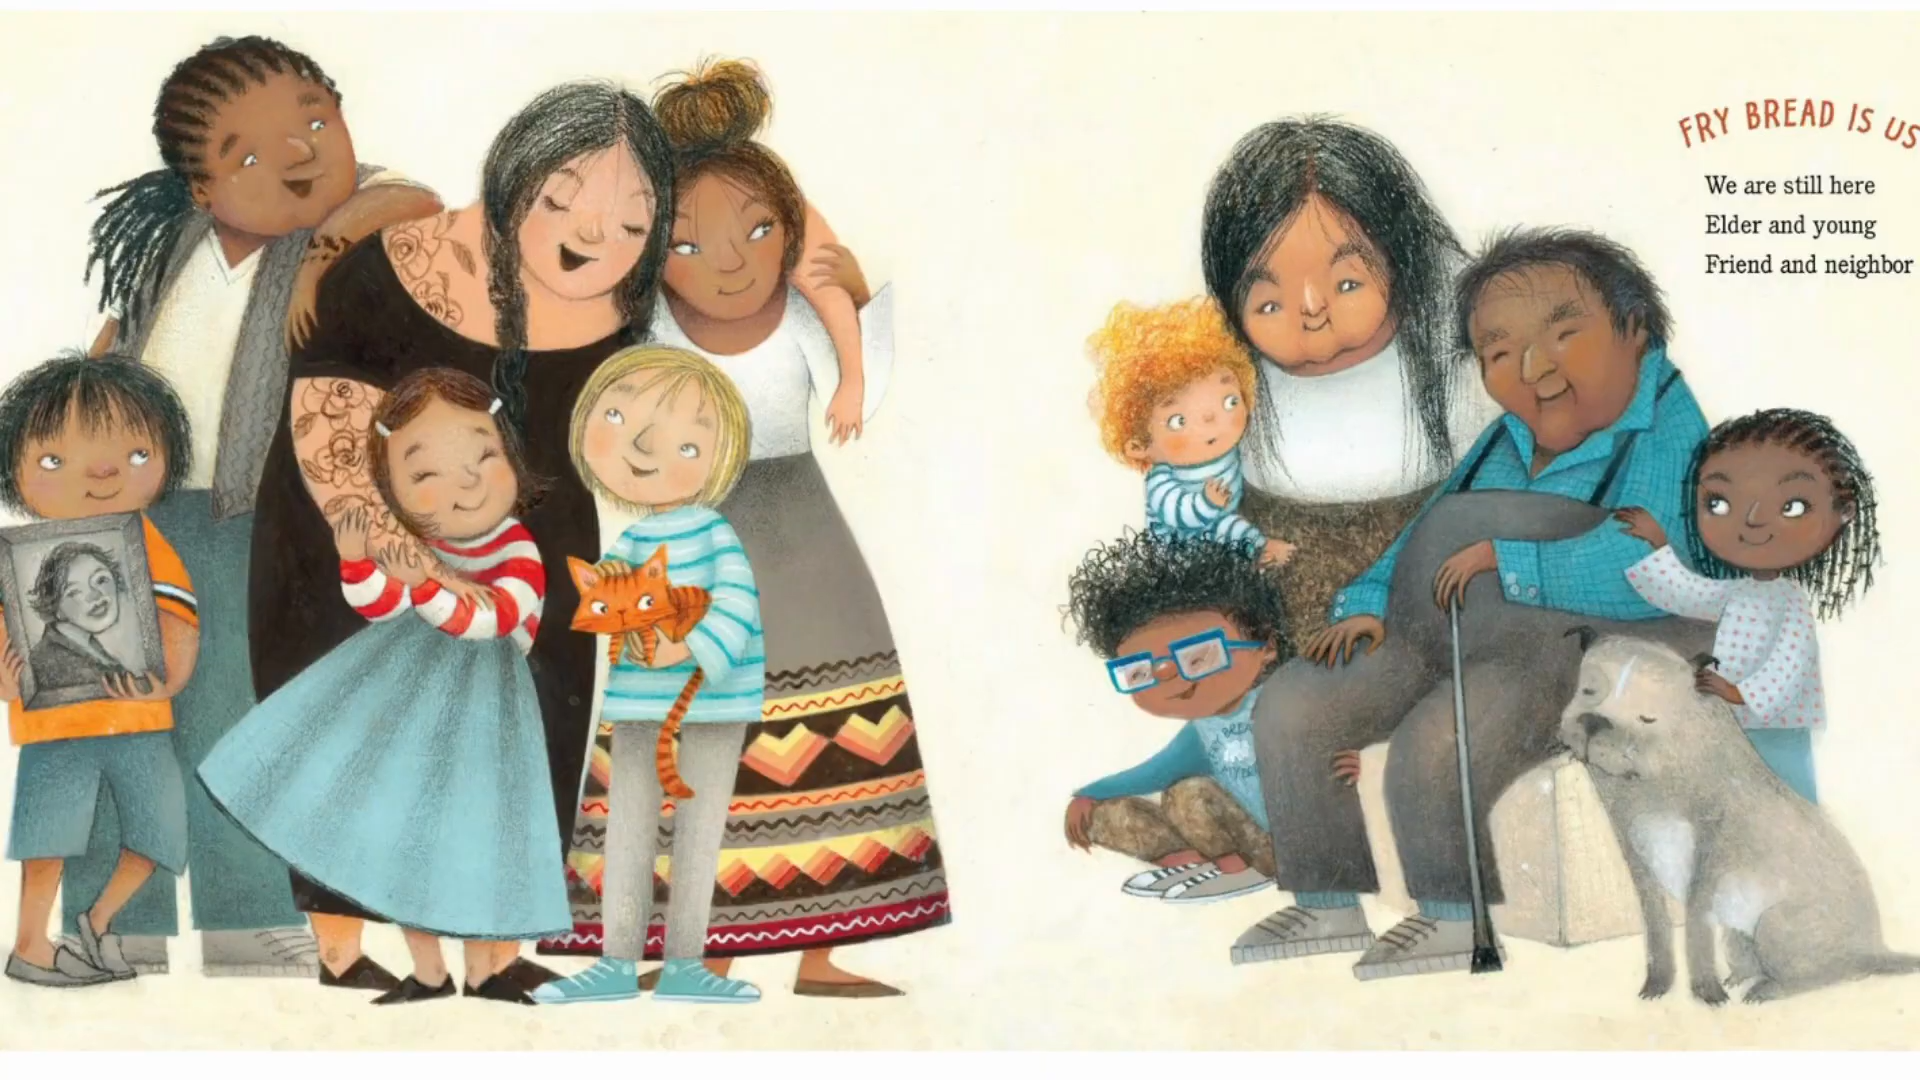 FRY BREAD IS US
We are still here
Elder and young
Friend and neighbor